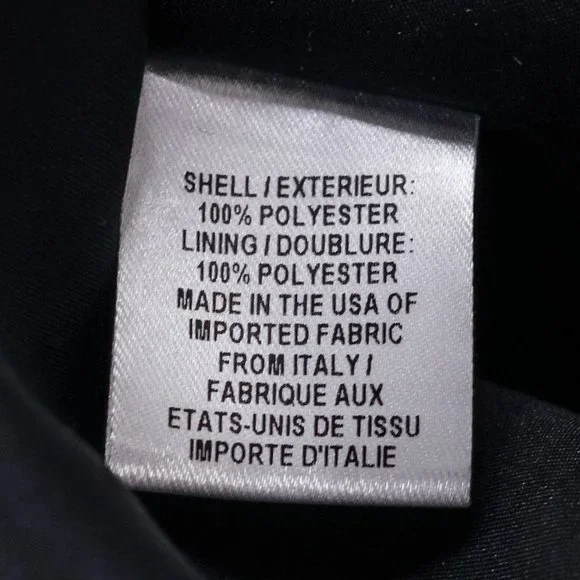 SHELL / EXTERIEUR:
100% POLYESTER
LINING / DOUBLURE:
100% POLYESTER
MADE IN THE USA OF
IMPORTED FABRIC
FROM ITALY /
FABRIQUE AUX
ETATS-UNIS DE TISSU
IMPORTE D'ITALIE